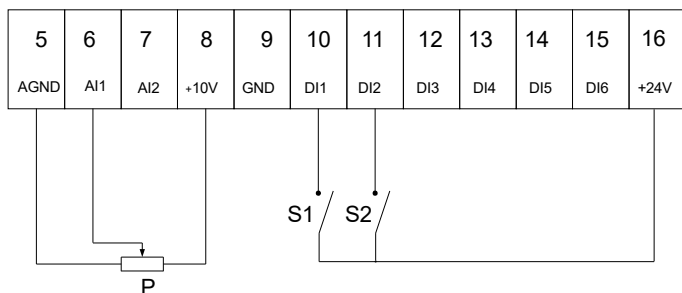 5 6 7 8 9 10 11 12 13 14 15 16
AGND AI1 AI2 +10V GND DI1 DI2 DI3 DI4 DI5 DI6 +24V
S1 S2
P